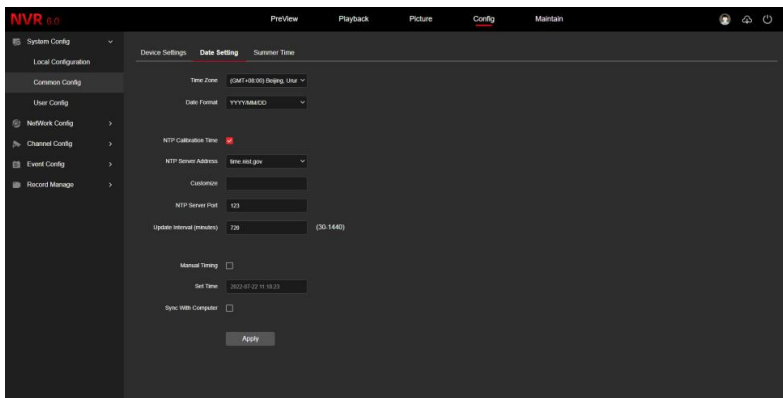 NVR 6.0
PreView Playback Picture Config Maintain
System Config
Local Configuration
Common Config
User Config
NetWork Config
Channel Config
Event Config
Record Manage
Device Settings Date Setting Summer Time
Time Zone (GMT+08:00) Beijing, Urur
Date Format YYYY/MM/DD
NTP Calibration Time
NTP Server Address time.nist.gov
Customize
NTP Server Port 123
Update Interval (minutes) 720 (30-1440)
Manual Timing
Set Time 2022-07-22 11:18:23
Sync With Computer
Apply